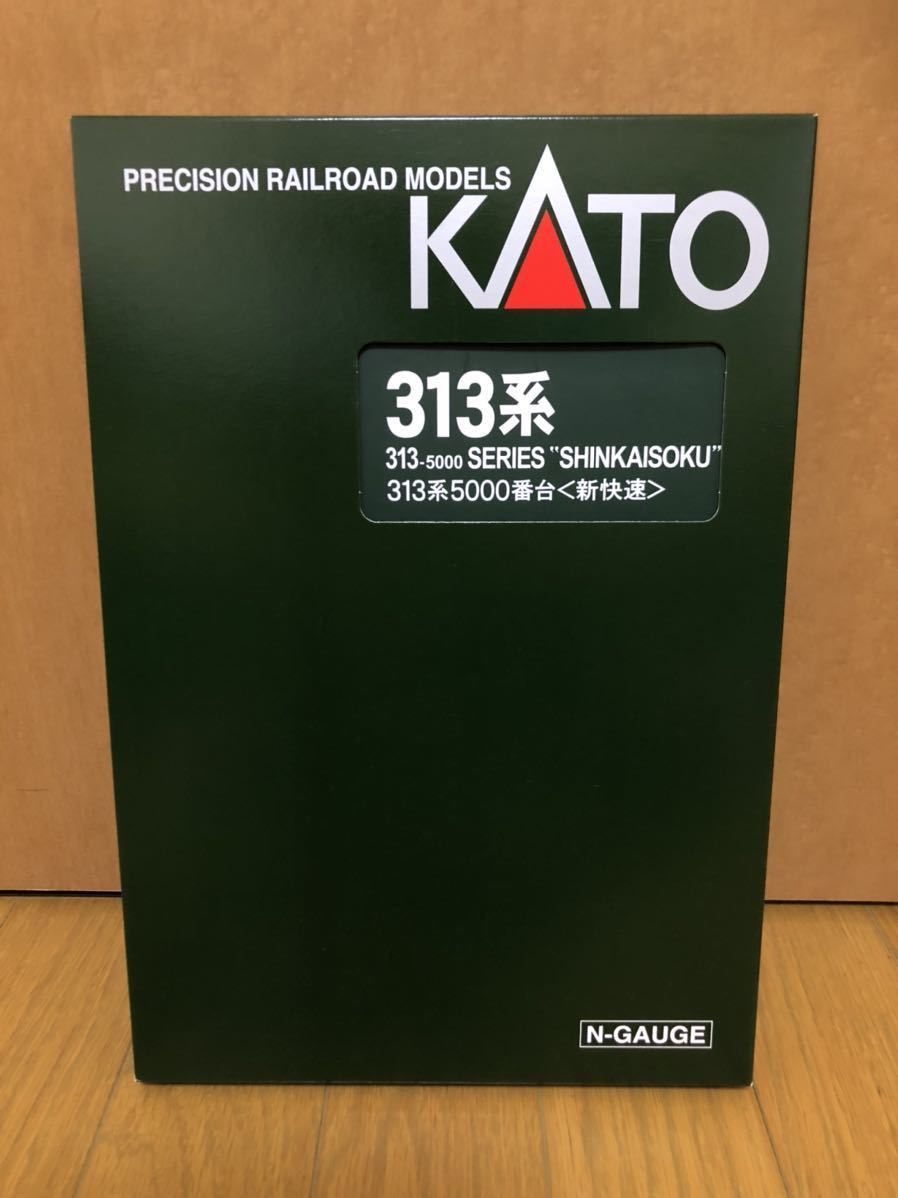 PRECISION RAILROAD MODELS
KATO
313系
313-5000 SERIES "SHINKAISOKU"
313系5000番台<新快速>
N-GAUGE